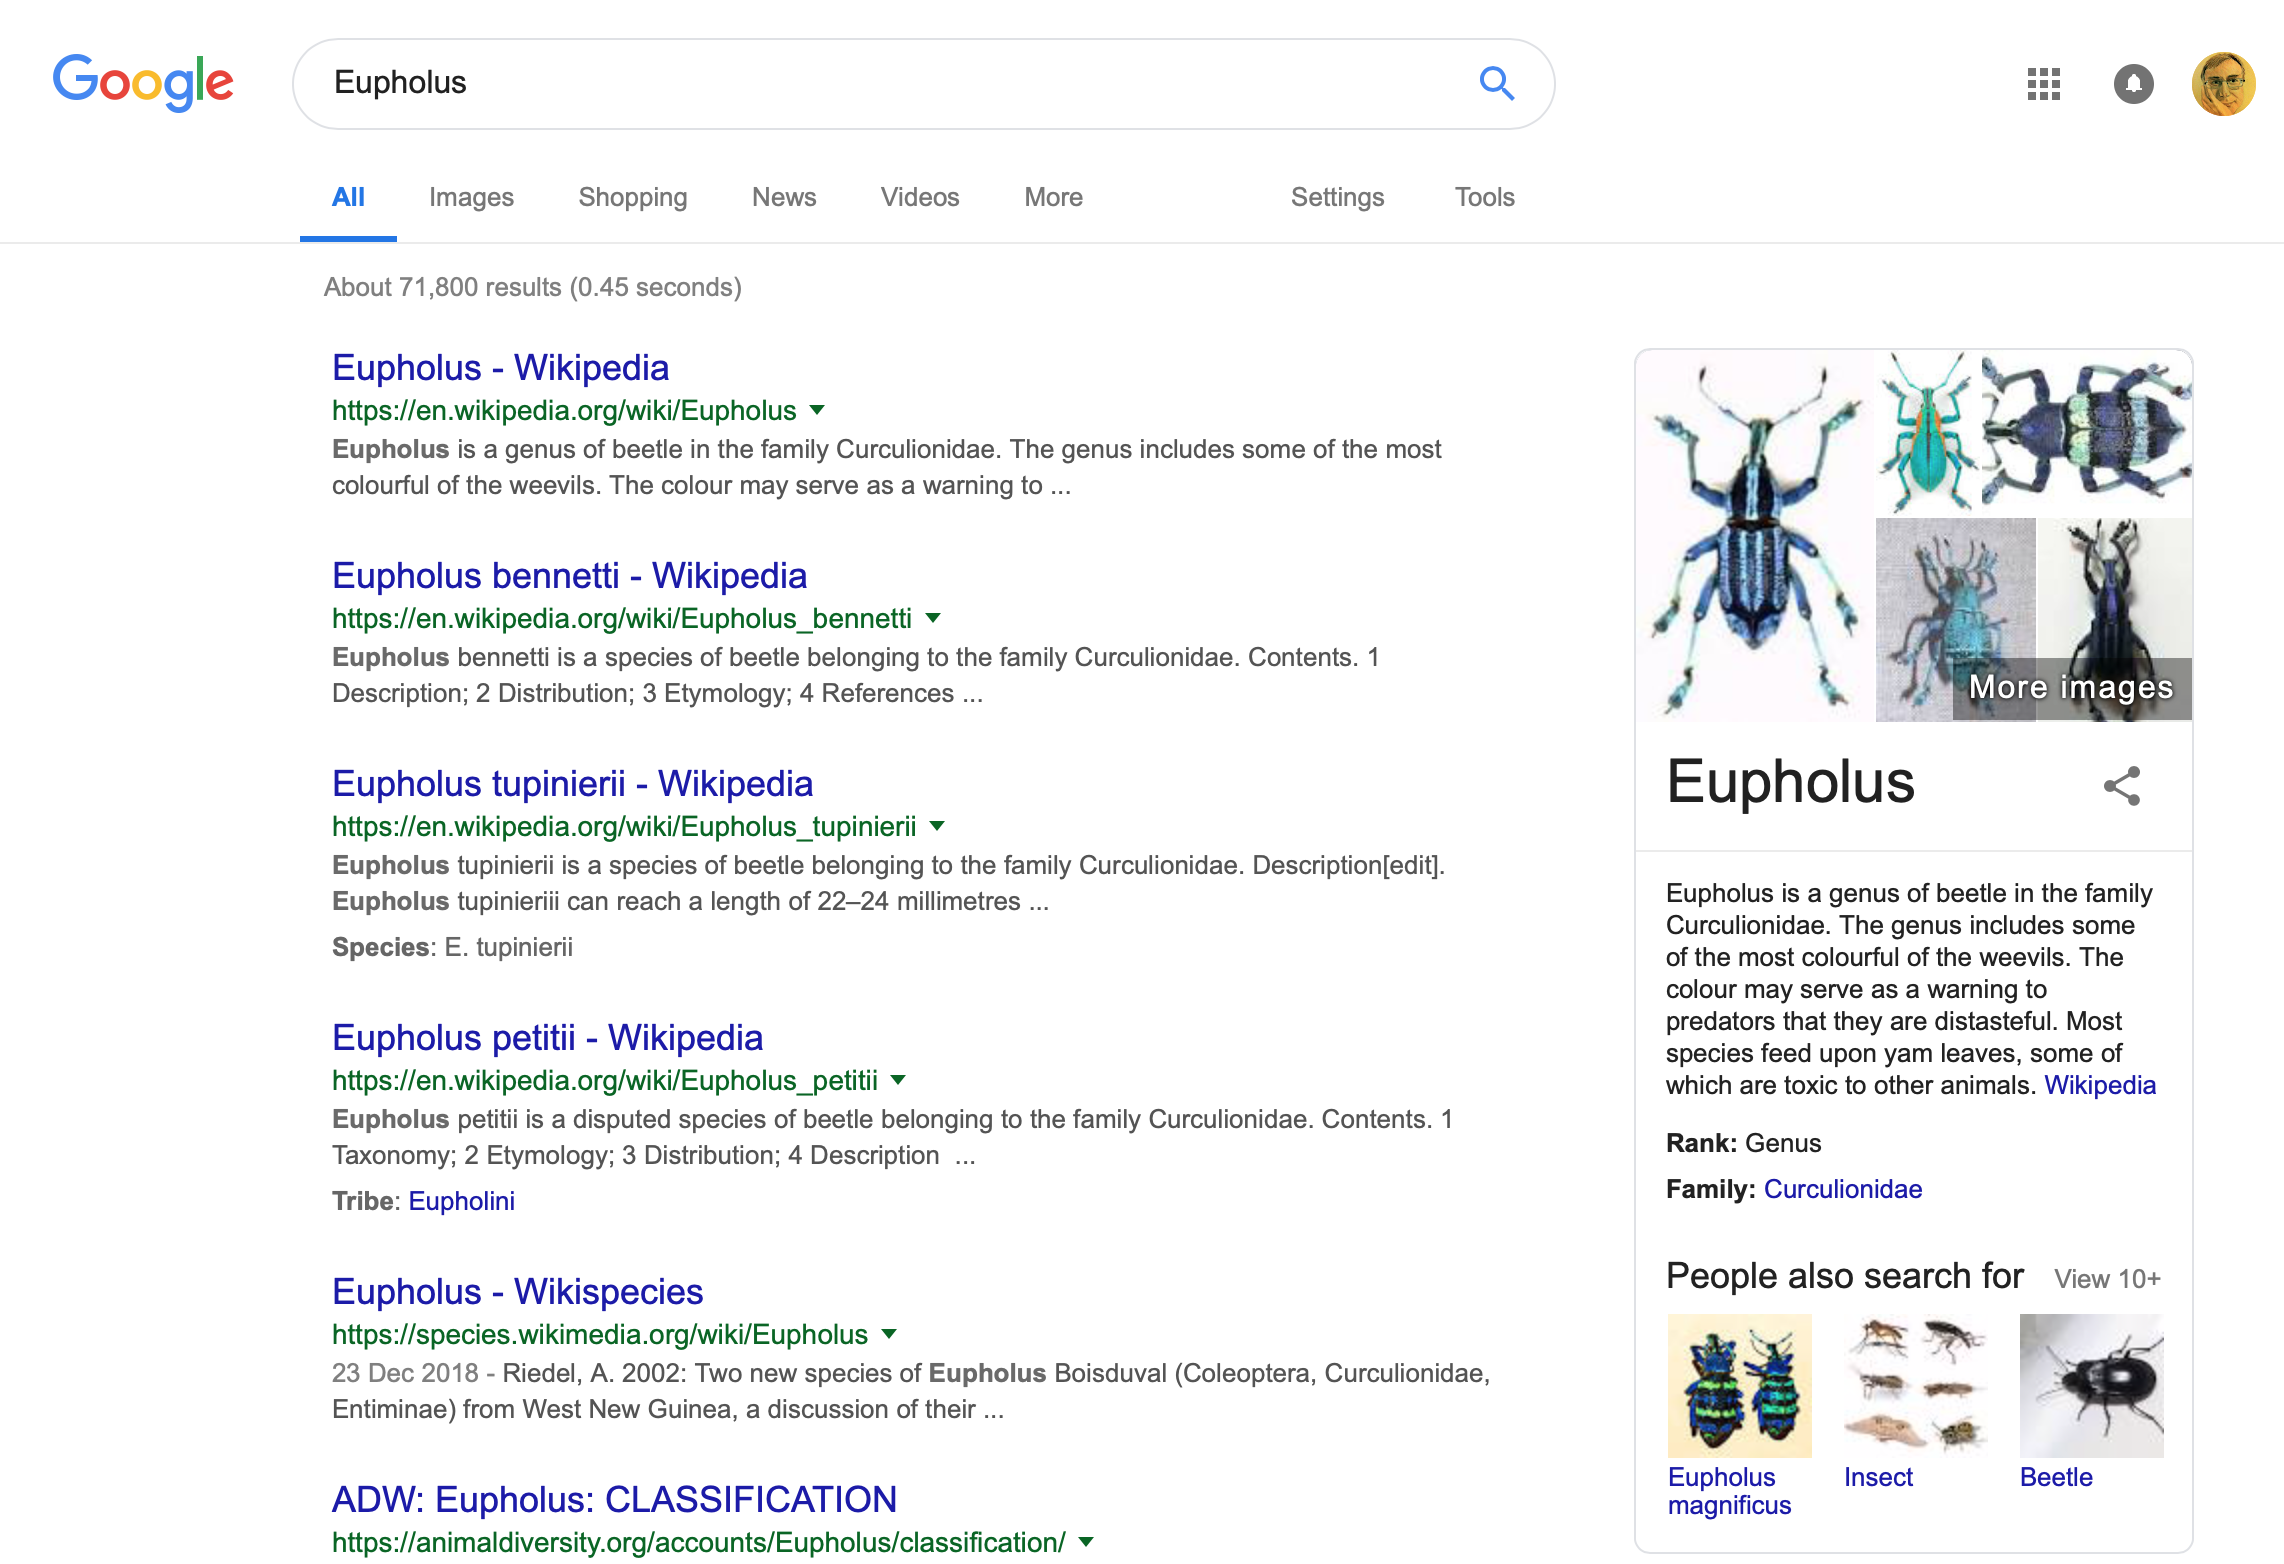 Google
Eupholus
All Images Shopping News Videos More Settings Tools
About 71,800 results (0.45 seconds)
Eupholus - Wikipedia
https://en.wikipedia.org/wiki/Eupholus
Eupholus is a genus of beetle in the family Curculionidae. The genus includes some of the most
colourful of the weevils. The colour may serve as a warning to ...
Eupholus bennetti - Wikipedia
https://en.wikipedia.org/wiki/Eupholus_bennetti
Eupholus bennetti is a species of beetle belonging to the family Curculionidae. Contents. 1
Description; 2 Distribution; 3 Etymology; 4 References ...
Eupholus tupinierii - Wikipedia
https://en.wikipedia.org/wiki/Eupholus_tupinierii
Eupholus tupinierii is a species of beetle belonging to the family Curculionidae. Description[edit].
Eupholus tupinieriii can reach a length of 22–24 millimetres ...
Species: E. tupinierii
Eupholus petitii - Wikipedia
https://en.wikipedia.org/wiki/Eupholus_petitii
Eupholus petitii is a disputed species of beetle belonging to the family Curculionidae. Contents. 1
Taxonomy; 2 Etymology; 3 Distribution; 4 Description ...
Tribe: Eupholini
Eupholus - Wikispecies
https://species.wikimedia.org/wiki/Eupholus
23 Dec 2018 - Riedel, A. 2002: Two new species of Eupholus Boisduval (Coleoptera, Curculionidae,
Entiminae) from West New Guinea, a discussion of their ...
ADW: Eupholus: CLASSIFICATION
https://animaldiversity.org/accounts/Eupholus/classification/
More images
Eupholus
Eupholus is a genus of beetle in the family
Curculionidae. The genus includes some
of the most colourful of the weevils. The
colour may serve as a warning to
predators that they are distasteful. Most
species feed upon yam leaves, some of
which are toxic to other animals. Wikipedia
Rank: Genus
Family: Curculionidae
People also search for View 10+
Eupholus
magnificus
Insect
Beetle